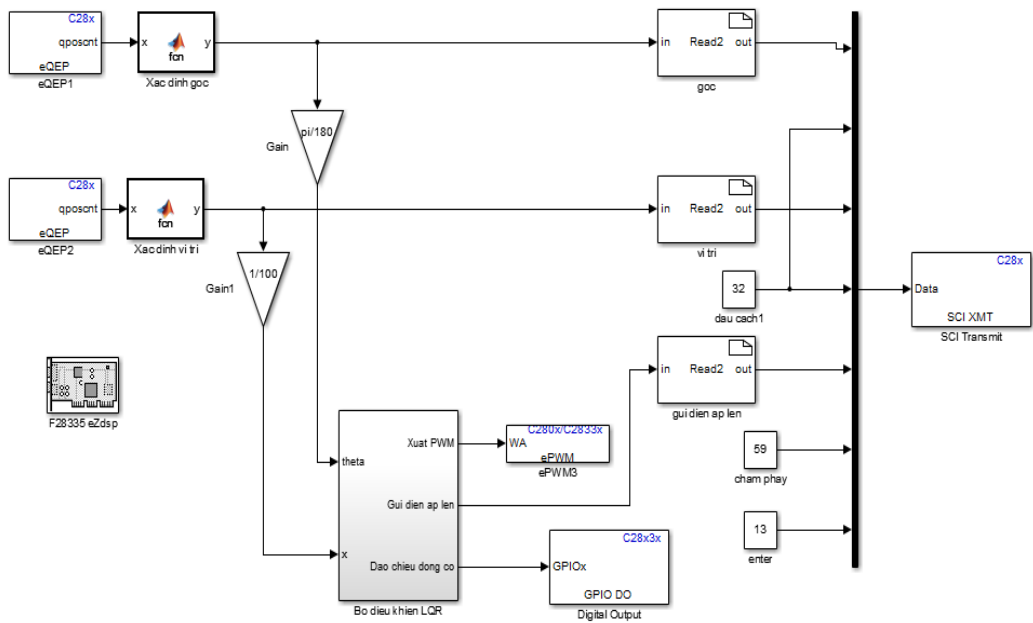 C28x
qposcnt
eQEP
eQEP1
x
fcn
y
Xac dinh goc
in
Read2
out
goc
pi/180
Gain
C28x
qposcnt
eQEP
eQEP2
x
fcn
y
Xac dinh vi tri
in
Read2
out
vi tri
1/100
Gain1
32
dau cach1
C28x
Data
SCI XMT
SCI Transmit
in
Read2
out
gui dien ap len
F28335 eZdsp
Xuat PWM
theta
Gui dien ap len
x
Dao chieu dong co
Bo dieu khien LQR
C280x/C2833x
WA
ePWM
ePWM3
59
cham phay
13
enter
C28x3x
GPIOx
GPIO DO
Digital Output